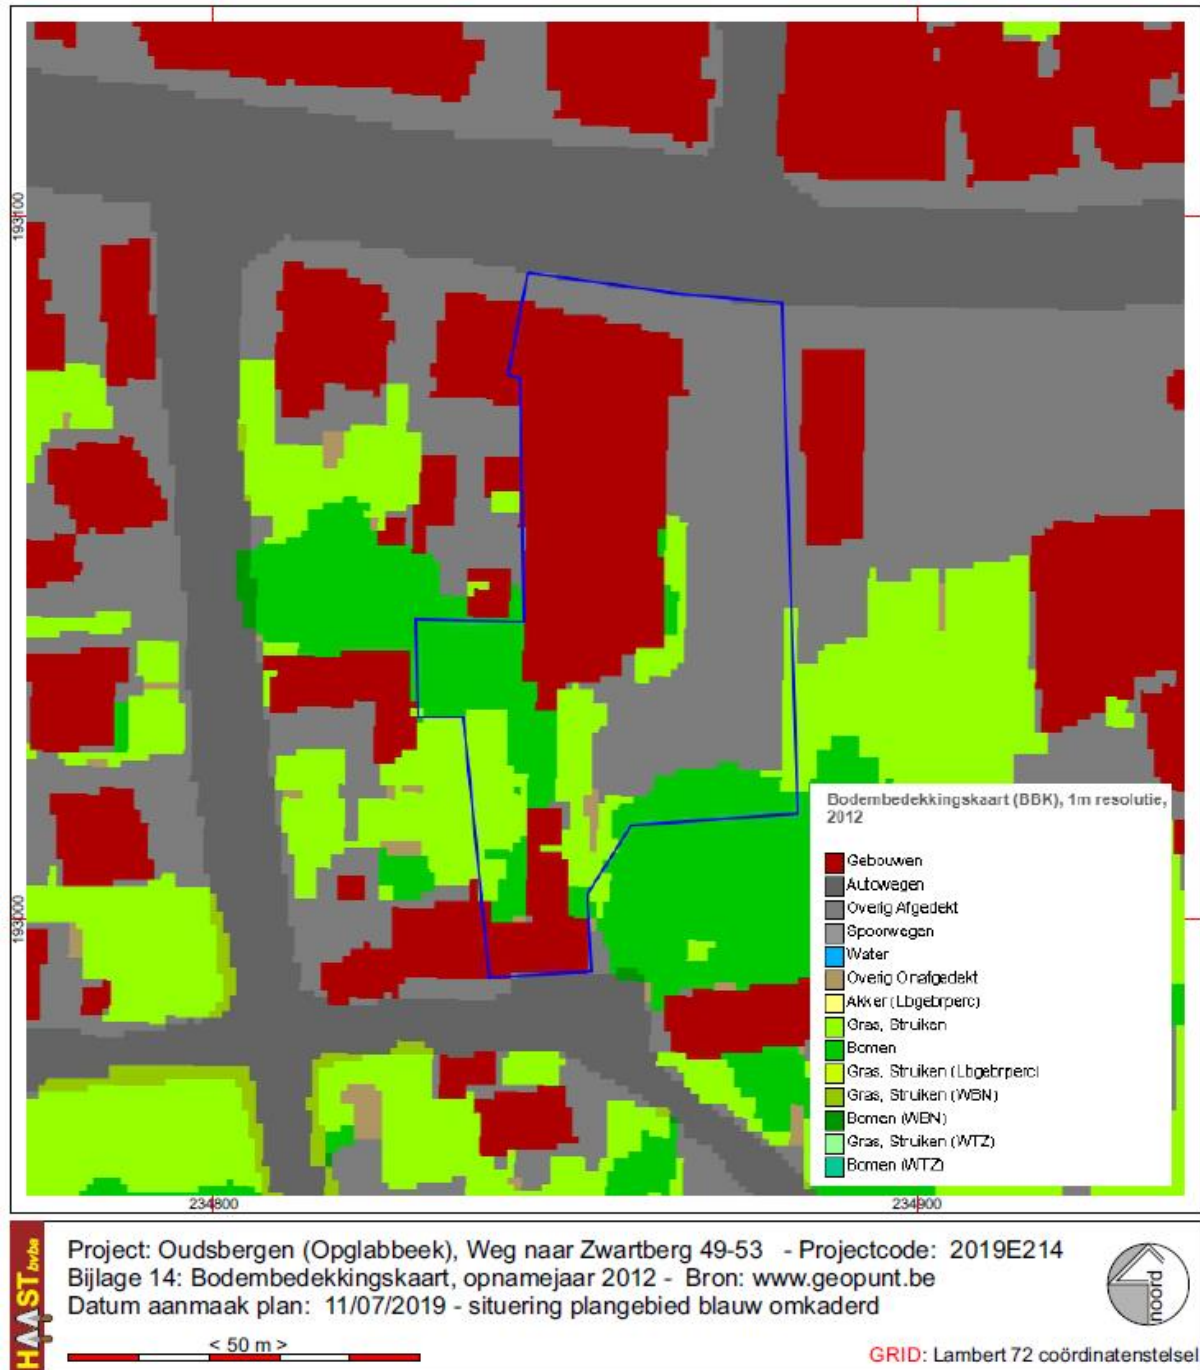 193100
193000
Bodembedekkingskaart (BBK), 1m resolutie,
2012
Gebouwen
Autowegen
Overig Afgedekt
Spoorwegen
Water
Overig Onafgedekt
Akker (Lbgebrperc)
Gras, Struiken
Bomen
Gras, Struiken (Lbgebrperc)
Gras, Struiken (WBN)
Bomen (WBN)
Gras, Struiken (WTZ)
Bomen (WTZ)
234800
234900
HAAST bvba
Project: Oudsbergen (Opglabbeek), Weg naar Zwartberg 49-53 - Projectcode: 2019E214
Bijlage 14: Bodembedekkingskaart, opnamejaar 2012 - Bron: www.geopunt.be
Datum aanmaak plan: 11/07/2019 - situering plangebied blauw omkaderd
noord
< 50 m >
GRID: Lambert 72 coördinatenstelsel